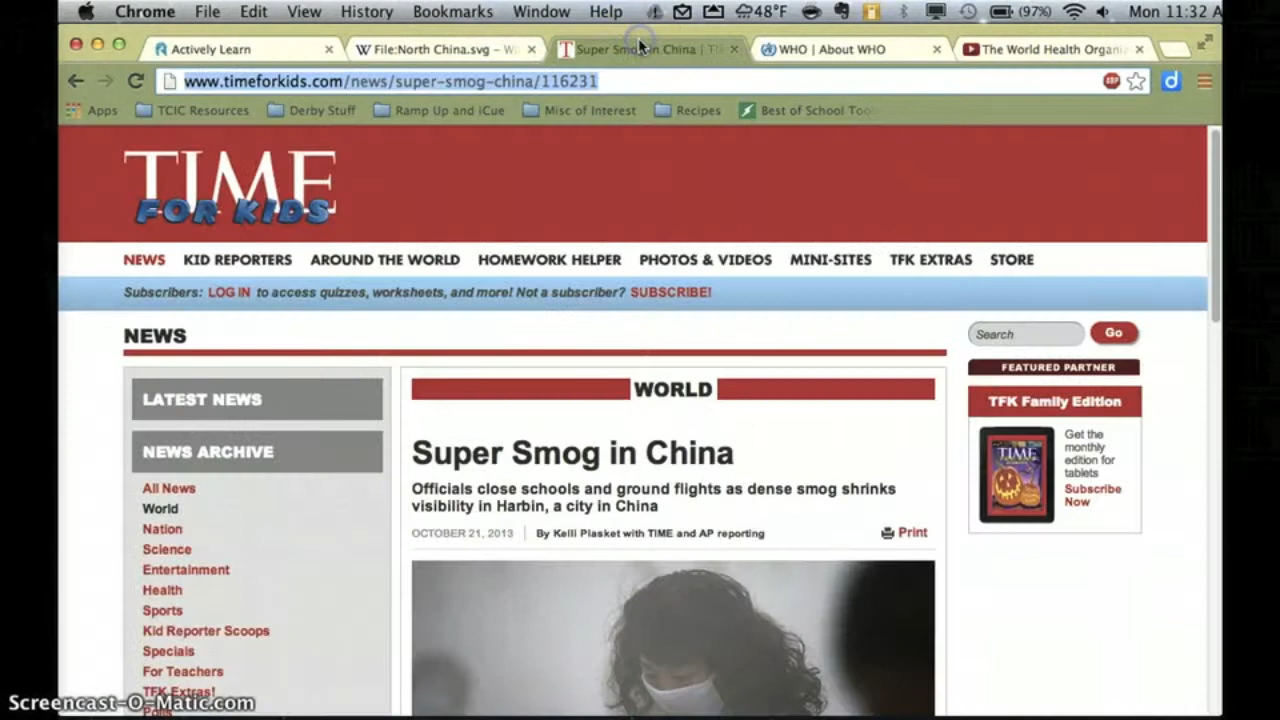 Chrome File Edit View History Bookmarks Window Help 48°F (97%) Mon 11:32 A
Actively Learn File:North China.svg – W Super Smog in China | TI WHO | About WHO The World Health Organiz
www.timeforkids.com/news/super-smog-china/116231
Apps TCIC Resources Derby Stuff Ramp Up and iCue Misc of Interest Recipes Best of School Too
TIME
FOR KIDS
NEWS KID REPORTERS AROUND THE WORLD HOMEWORK HELPER PHOTOS & VIDEOS MINI-SITES TFK EXTRAS STORE
Subscribers: LOG IN to access quizzes, worksheets, and more! Not a subscriber? SUBSCRIBE!
NEWS
LATEST NEWS
NEWS ARCHIVE
All News
World
Nation
Science
Entertainment
Health
Sports
Kid Reporter Scoops
Specials
For Teachers
TFK Extras!
WORLD
Super Smog in China
Officials close schools and ground flights as dense smog shrinks
visibility in Harbin, a city in China
OCTOBER 21, 2013 By Kelli Plasket with TIME and AP reporting Print
Search Go
FEATURED PARTNER
TFK Family Edition
TIME
Get the
monthly
edition for
tablets
Subscribe
Now
Screencast-O-Matic.com